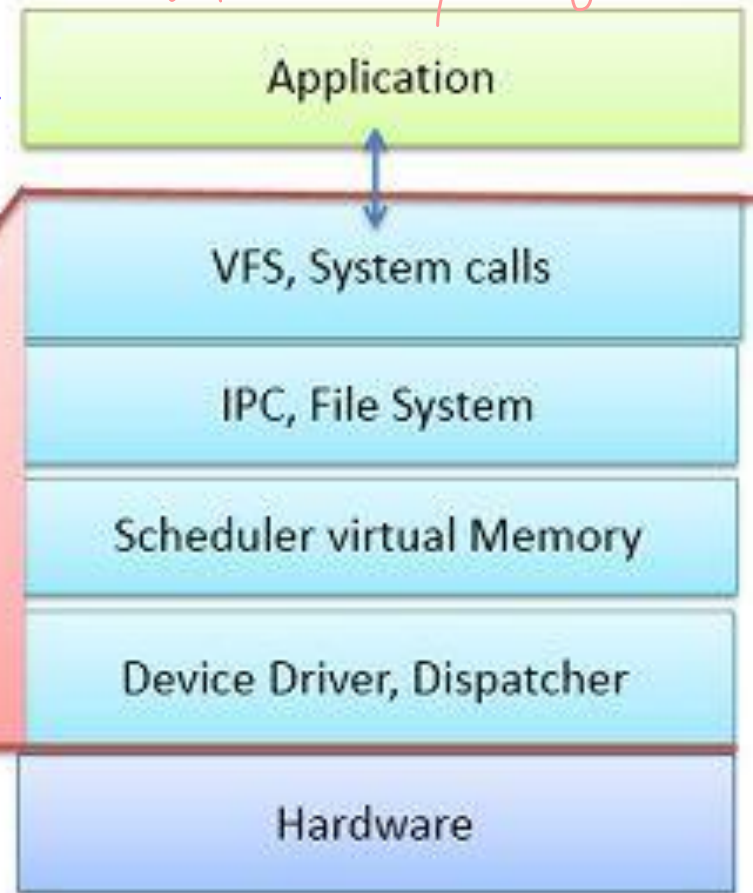 Application
VFS, System calls
IPC, File System
Scheduler virtual Memory
Device Driver, Dispatcher
Hardware